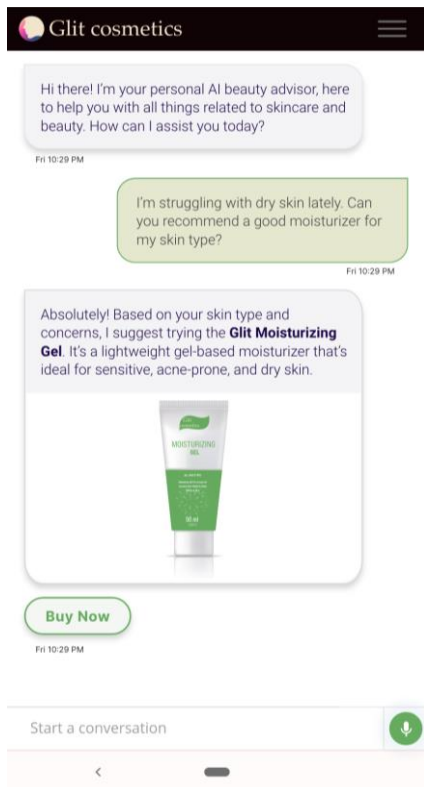 Glit cosmetics
Hi there! I'm your personal AI beauty advisor, here
to help you with all things related to skincare and
beauty. How can I assist you today?
Fri 10:29 PM
I'm struggling with dry skin lately. Can
you recommend a good moisturizer for
my skin type?
Fri 10:29 PM
Absolutely! Based on your skin type and
concerns, I suggest trying the Glit Moisturizing
Gel. It's a lightweight gel-based moisturizer that's
ideal for sensitive, acne-prone, and dry skin.
MOISTURIZING
GEL
50 ml
Buy Now
Fri 10:29 PM
Start a conversation